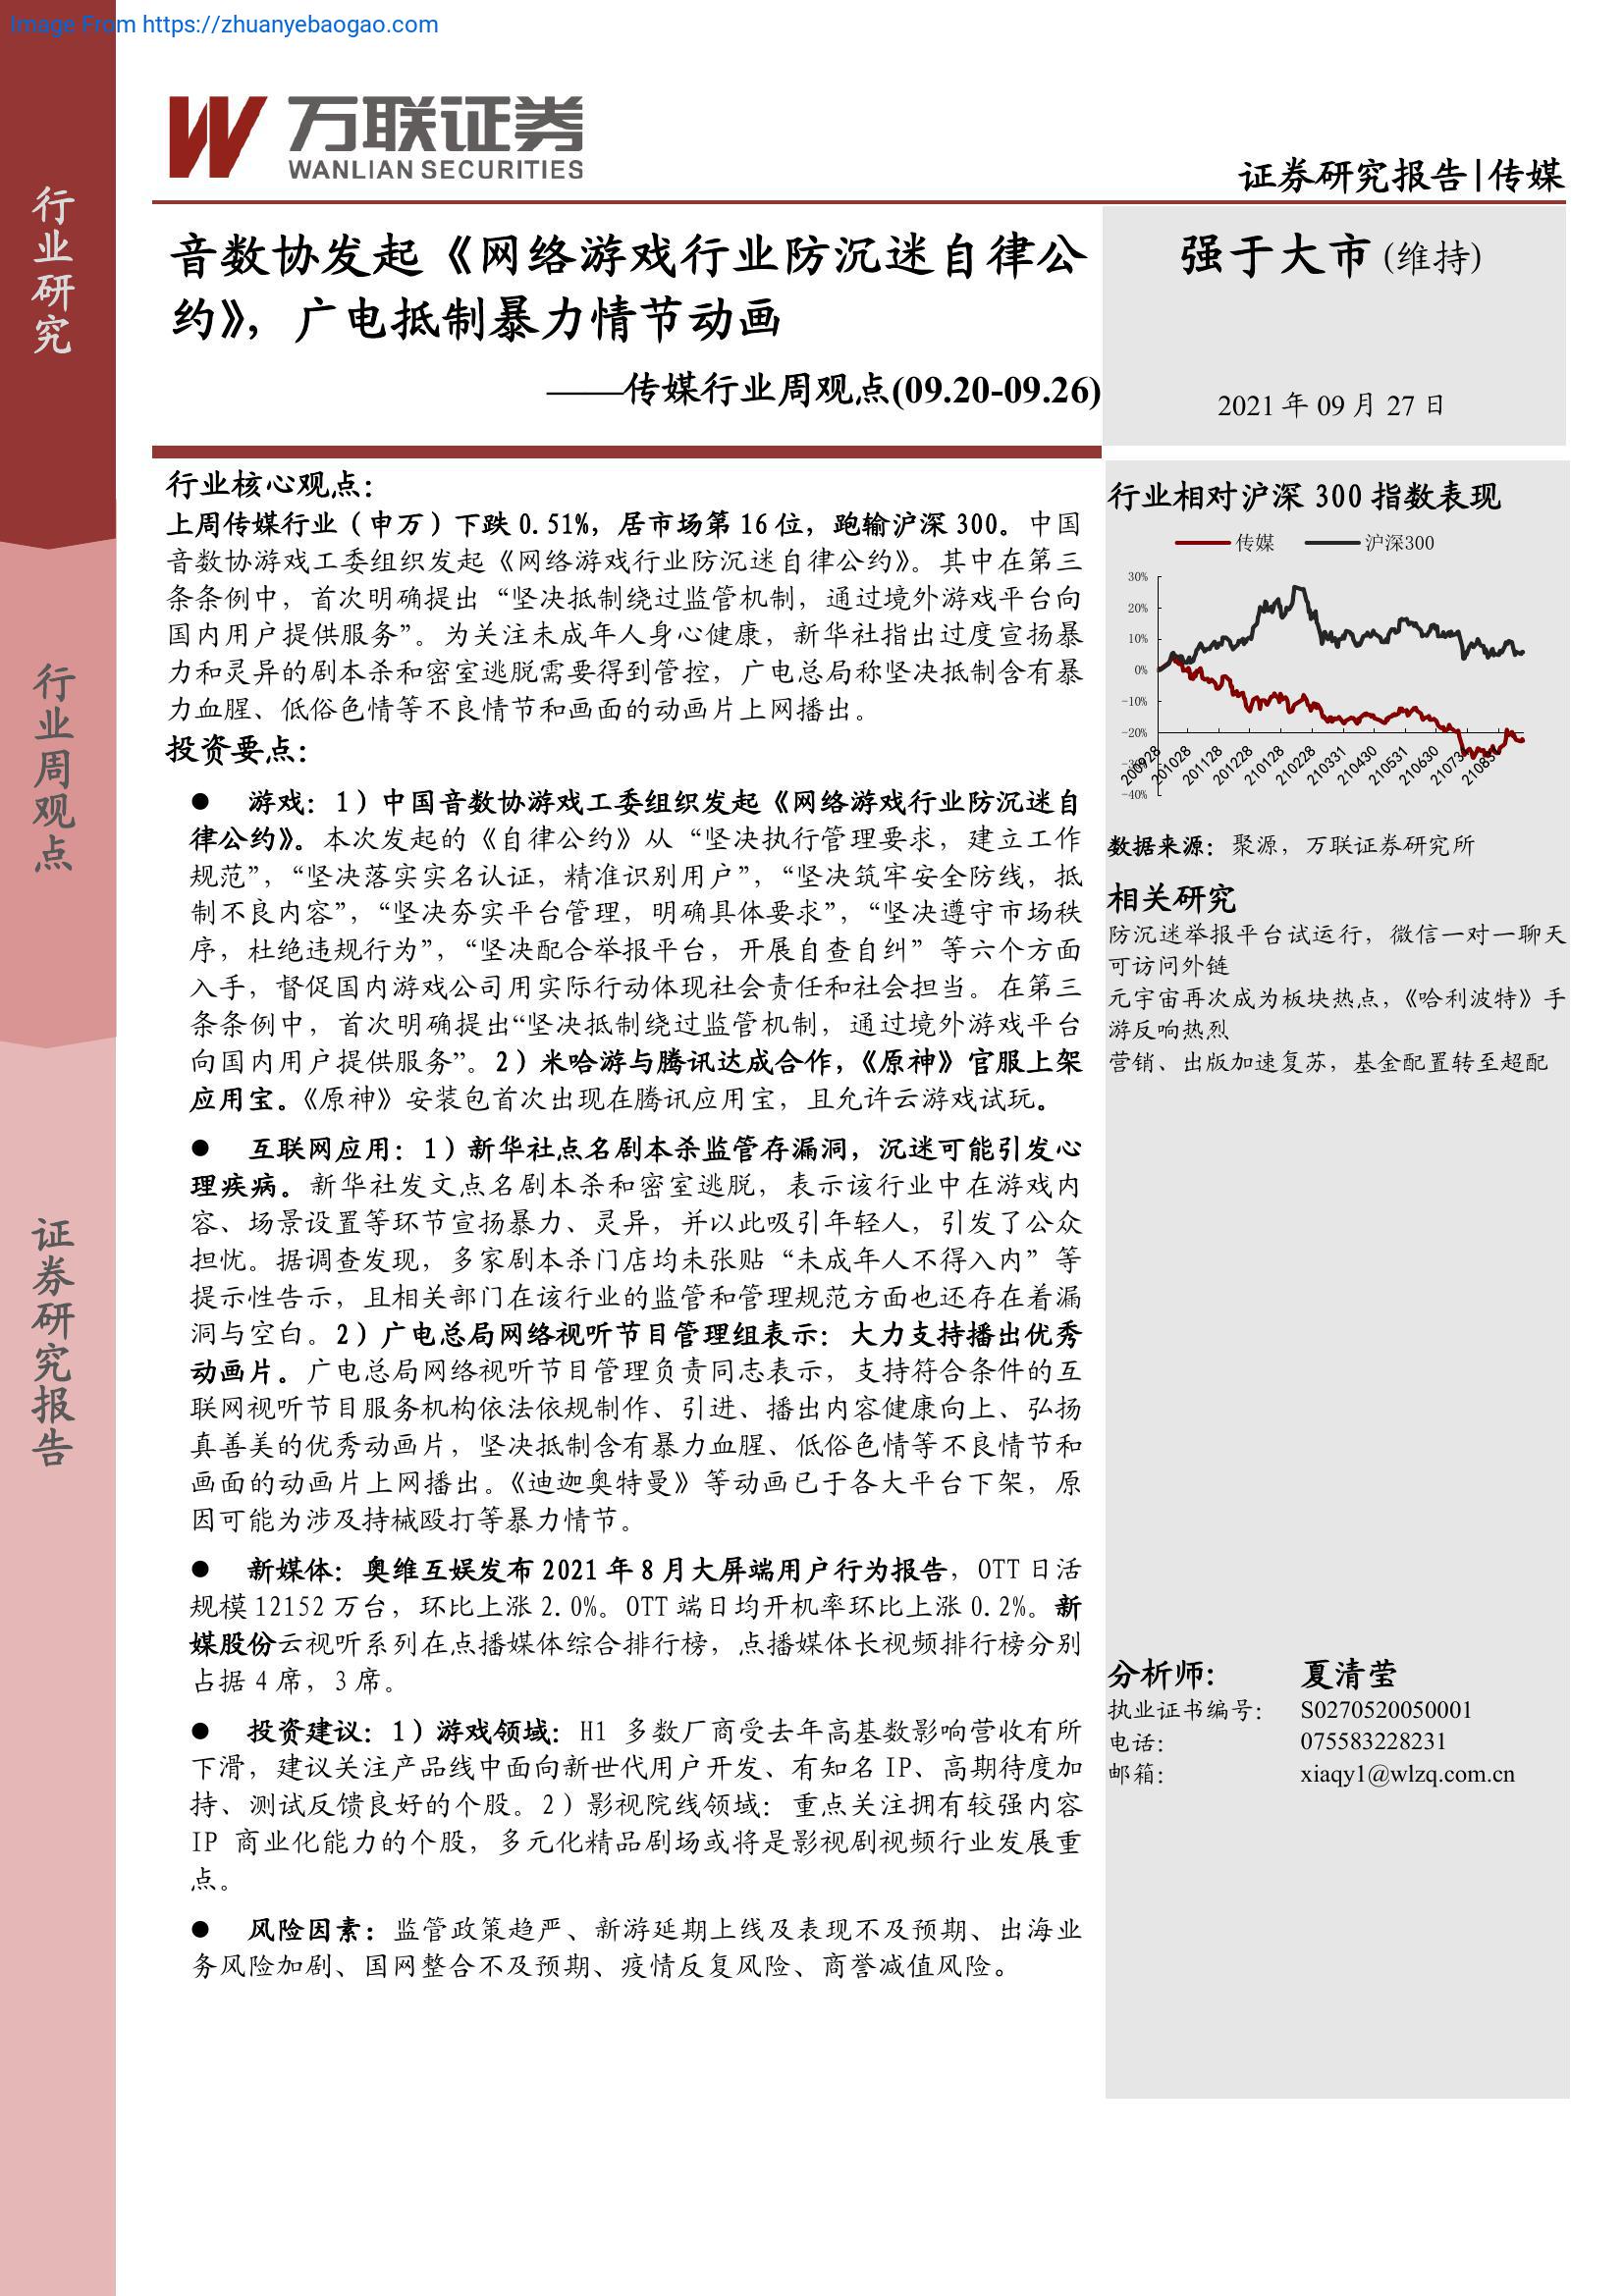 Image From https://zhuanyebaogao.com
万联证券
WANLIAN SECURITIES
证券研究报告|传媒
行业研究
行业周观点
证券研究报告
音数协发起《网络游戏行业防沉迷自律公
约》，广电抵制暴力情节动画
——传媒行业周观点(09.20-09.26)
强于大市(维持)
2021 年 09 月 27 日
行业核心观点：
上周传媒行业（申万）下跌 0.51%，居市场第 16 位，跑输沪深 300。中国
音数协游戏工委组织发起《网络游戏行业防沉迷自律公约》。其中在第三
条条例中，首次明确提出“坚决抵制绕过监管机制，通过境外游戏平台向
国内用户提供服务”。为关注未成年人身心健康，新华社指出过度宣扬暴
力和灵异的剧本杀和密室逃脱需要得到管控，广电总局称坚决抵制含有暴
力血腥、低俗色情等不良情节和画面的动画片上网播出。
投资要点：
● 游戏：1）中国音数协游戏工委组织发起《网络游戏行业防沉迷自
律公约》。本次发起的《自律公约》从“坚决执行管理要求，建立工作
规范”，“坚决落实实名认证，精准识别用户”，“坚决筑牢安全防线，抵
制不良内容”，“坚决夯实平台管理，明确具体要求”，“坚决遵守市场秩
序，杜绝违规行为”，“坚决配合举报平台，开展自查自纠”等六个方面
入手，督促国内游戏公司用实际行动体现社会责任和社会担当。在第三
条条例中，首次明确提出“坚决抵制绕过监管机制，通过境外游戏平台
向国内用户提供服务”。2）米哈游与腾讯达成合作，《原神》官服上架
应用宝。《原神》安装包首次出现在腾讯应用宝，且允许云游戏试玩。
● 互联网应用：1）新华社点名剧本杀监管存漏洞，沉迷可能引发心
理疾病。新华社发文点名剧本杀和密室逃脱，表示该行业中在游戏内
容、场景设置等环节宣扬暴力、灵异，并以此吸引年轻人，引发了公众
担忧。据调查发现，多家剧本杀门店均未张贴“未成年人不得入内”等
提示性告示，且相关部门在该行业的监管和管理规范方面也还存在着漏
洞与空白。2）广电总局网络视听节目管理组表示：大力支持播出优秀
动画片。广电总局网络视听节目管理负责同志表示，支持符合条件的互
联网视听节目服务机构依法依规制作、引进、播出内容健康向上、弘扬
真善美的优秀动画片，坚决抵制含有暴力血腥、低俗色情等不良情节和
画面的动画片上网播出。《迪迦奥特曼》等动画已于各大平台下架，原
因可能为涉及持械殴打等暴力情节。
● 新媒体：奥维互娱发布 2021 年 8 月大屏端用户行为报告，OTT 日活
规模 12152 万台，环比上涨 2.0%。OTT 端日均开机率环比上涨 0.2%。新
媒股份云视听系列在点播媒体综合排行榜，点播媒体长视频排行榜分别
占据 4 席，3 席。
● 投资建议：1）游戏领域：H1 多数厂商受去年高基数影响营收有所
下滑，建议关注产品线中面向新世代用户开发、有知名 IP、高期待度加
持、测试反馈良好的个股。2）影视院线领域：重点关注拥有较强内容
IP 商业化能力的个股，多元化精品剧场或将是影视剧视频行业发展重
点。
● 风险因素：监管政策趋严、新游延期上线及表现不及预期、出海业
务风险加剧、国网整合不及预期、疫情反复风险、商誉减值风险。
行业相对沪深 300 指数表现
传媒 沪深300
30%
20%
10%
0%
-10%
-20%
-30%
-40%
200928 201028 201128 201228 210128 210228 210331 210430 210531 210630 210731 210831
数据来源：聚源，万联证券研究所
相关研究
防沉迷举报平台试运行，微信一对一聊天
可访问外链
元宇宙再次成为板块热点，《哈利波特》手
游反响热烈
营销、出版加速复苏，基金配置转至超配
分析师： 夏清莹
执业证书编号： S0270520050001
电话： 075583228231
邮箱： xiaqy1@wlzq.com.cn